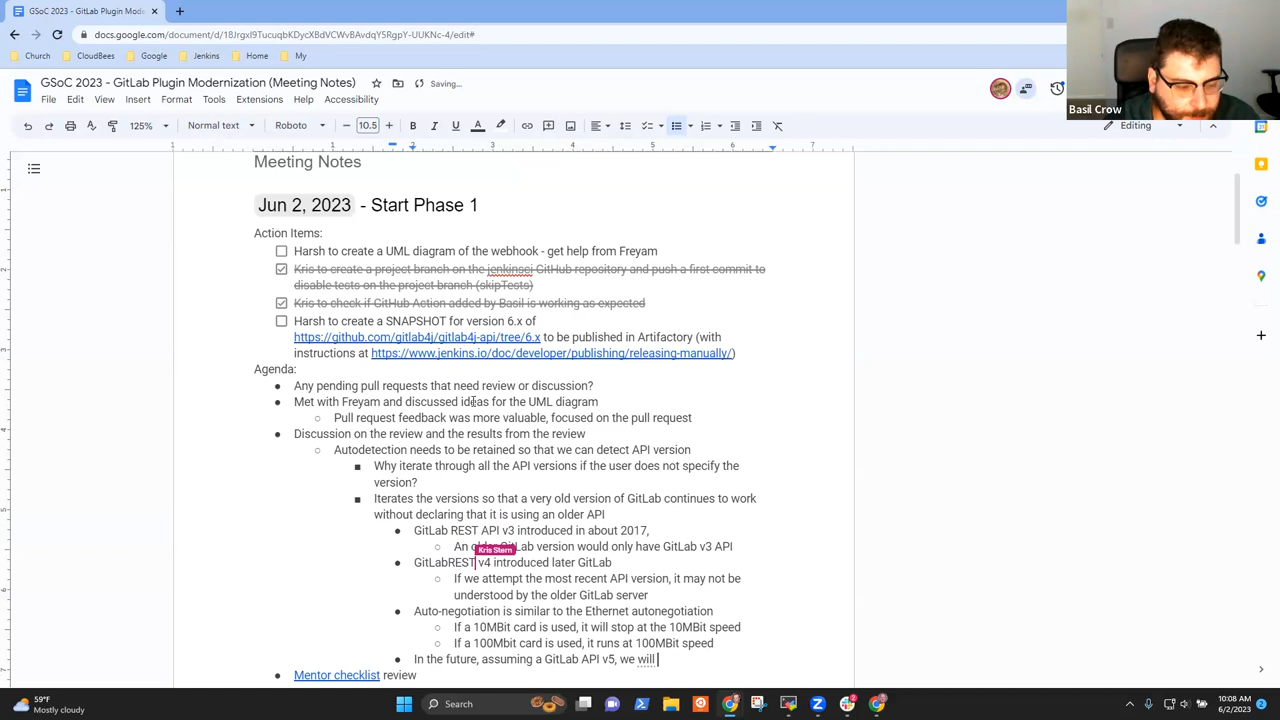 GSoC 2023 - GitLab Plugin Modern
docs.google.com/document/d/18JrgxI9TucuqbKDycXBdVCWvBAvdqY5RgpY-UUKNc-4/edit#
Church
CloudBees
Google
Jenkins
Home
My
Basil Crow
GSoC 2023 - GitLab Plugin Modernization (Meeting Notes)
Saving...
File Edit View Insert Format Tools Extensions Help Accessibility
125%
Normal text
Roboto
10.5
Editing
Meeting Notes
Jun 2, 2023 - Start Phase 1
Action Items:
Harsh to create a UML diagram of the webhook - get help from Freyam
Kris to create a project branch on the jenkinsci GitHub repository and push a first commit to
disable tests on the project branch (skipTests)
Kris to check if GitHub Action added by Basil is working as expected
Harsh to create a SNAPSHOT for version 6.x of
https://github.com/gitlab4j/gitlab4j-api/tree/6.x to be published in Artifactory (with
instructions at https://www.jenkins.io/doc/developer/publishing/releasing-manually/)
Agenda:
Any pending pull requests that need review or discussion?
Met with Freyam and discussed ideas for the UML diagram
Pull request feedback was more valuable, focused on the pull request
Discussion on the review and the results from the review
Autodetection needs to be retained so that we can detect API version
Why iterate through all the API versions if the user does not specify the
version?
Iterates the versions so that a very old version of GitLab continues to work
without declaring that it is using an older API
GitLab REST API v3 introduced in about 2017,
An older GitLab version would only have GitLab v3 API
Kris Stern
GitLabREST v4 introduced later GitLab
If we attempt the most recent API version, it may not be
understood by the older GitLab server
Auto-negotiation is similar to the Ethernet autonegotiation
If a 10MBit card is used, it will stop at the 10MBit speed
If a 100Mbit card is used, it runs at 100MBit speed
In the future, assuming a GitLab API v5, we will
Mentor checklist review
59°F
Mostly cloudy
Search
10:08 AM
6/2/2023